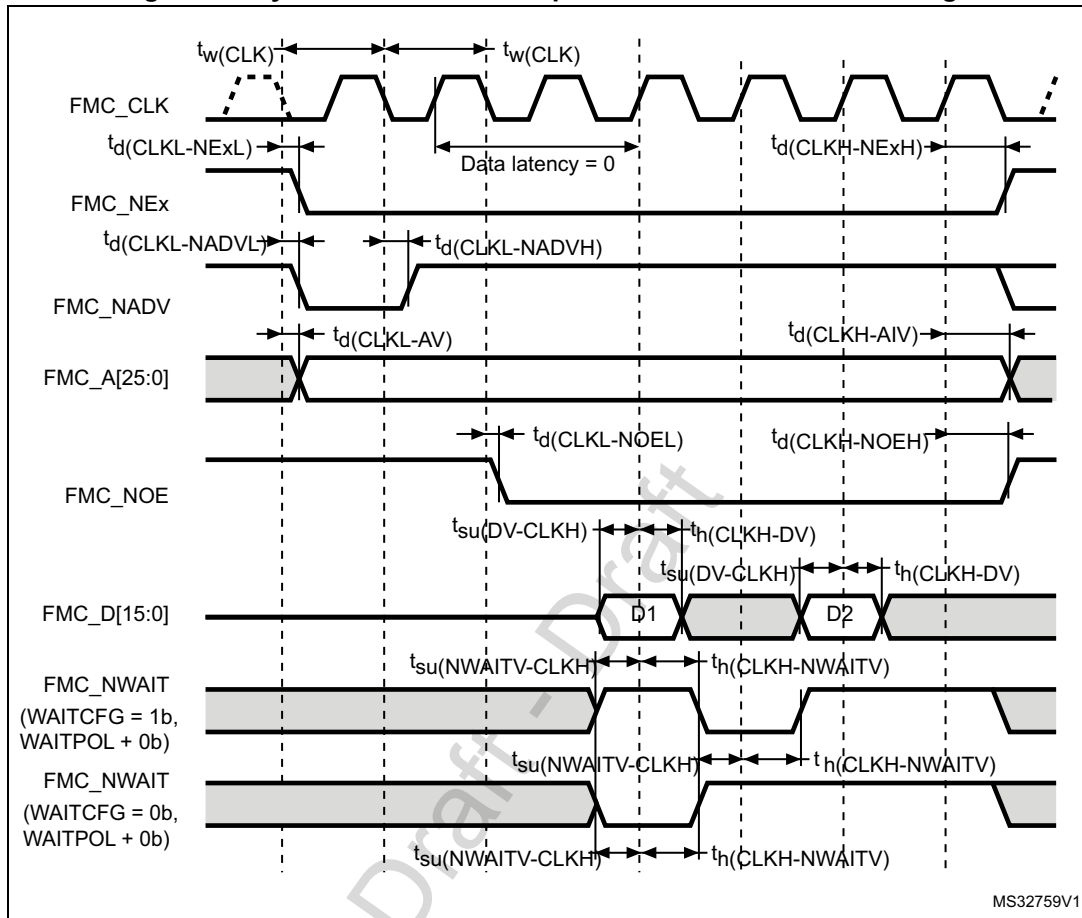 tw(CLK) tw(CLK)
FMC_CLK
td(CLKL-NExL) Data latency = 0 td(CLKH-NExH)
FMC_NEx
td(CLKL-NADVL) td(CLKL-NADVH)
FMC_NADV
td(CLKL-AV) td(CLKH-AIV)
FMC_A[25:0]
td(CLKL-NOEL) td(CLKH-NOEH)
FMC_NOE
tsu(DV-CLKH) th(CLKH-DV)
tsu(DV-CLKH) th(CLKH-DV)
FMC_D[15:0] D1 D2
tsu(NWAITV-CLKH) th(CLKH-NWAITV)
FMC_NWAIT
(WAITCFG = 1b,
WAITPOL + 0b)
tsu(NWAITV-CLKH) t h(CLKH-NWAITV)
FMC_NWAIT
(WAITCFG = 0b,
WAITPOL + 0b)
tsu(NWAITV-CLKH) th(CLKH-NWAITV)
Draft - Draft
MS32759V1